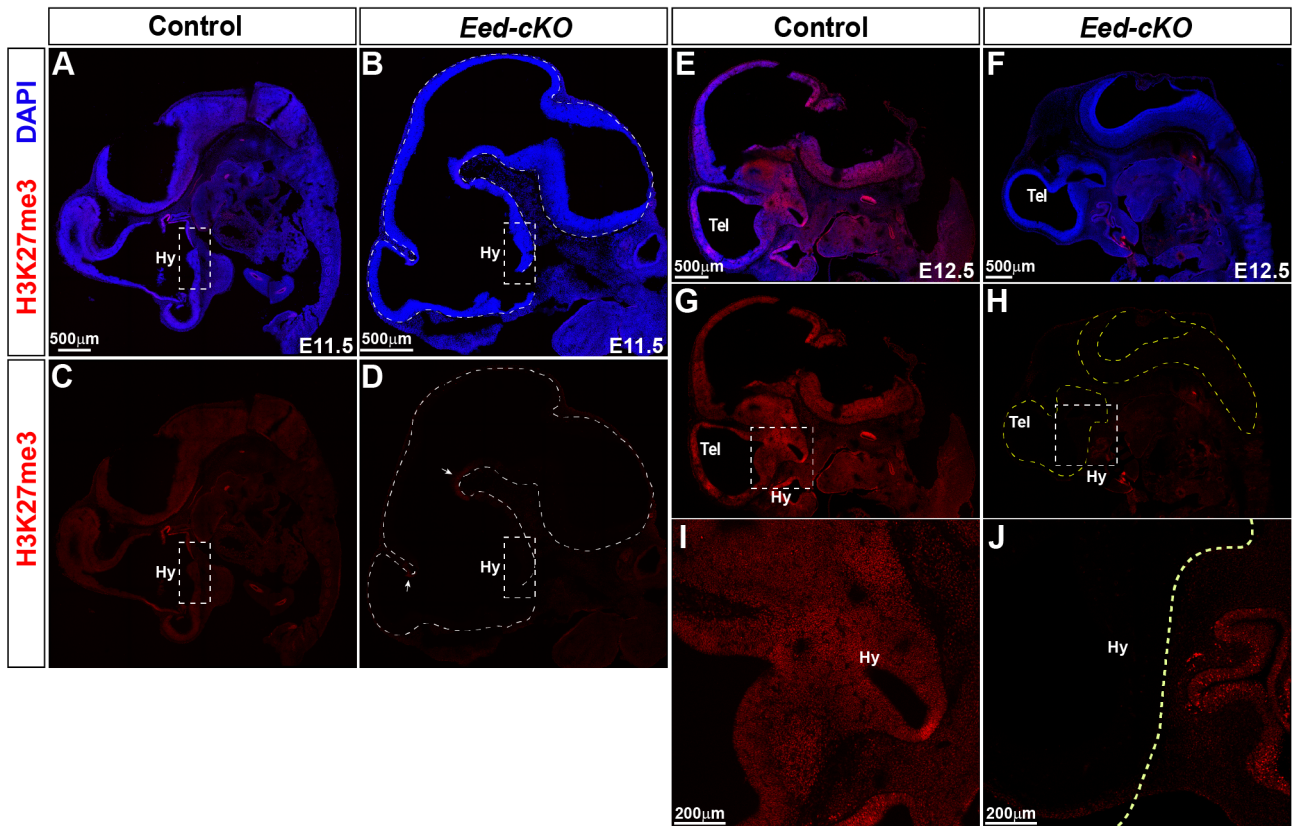 Control
Eed-cKO
Control
Eed-cKO
H3K27me3 DAPI
H3K27me3
A
Hy
500μm
E11.5
B
Hy
500μm
E11.5
C
Hy
D
Hy
E
Tel
500μm
E12.5
F
Tel
500μm
E12.5
G
Tel
Hy
H
Tel
Hy
I
Hy
200μm
J
Hy
200μm